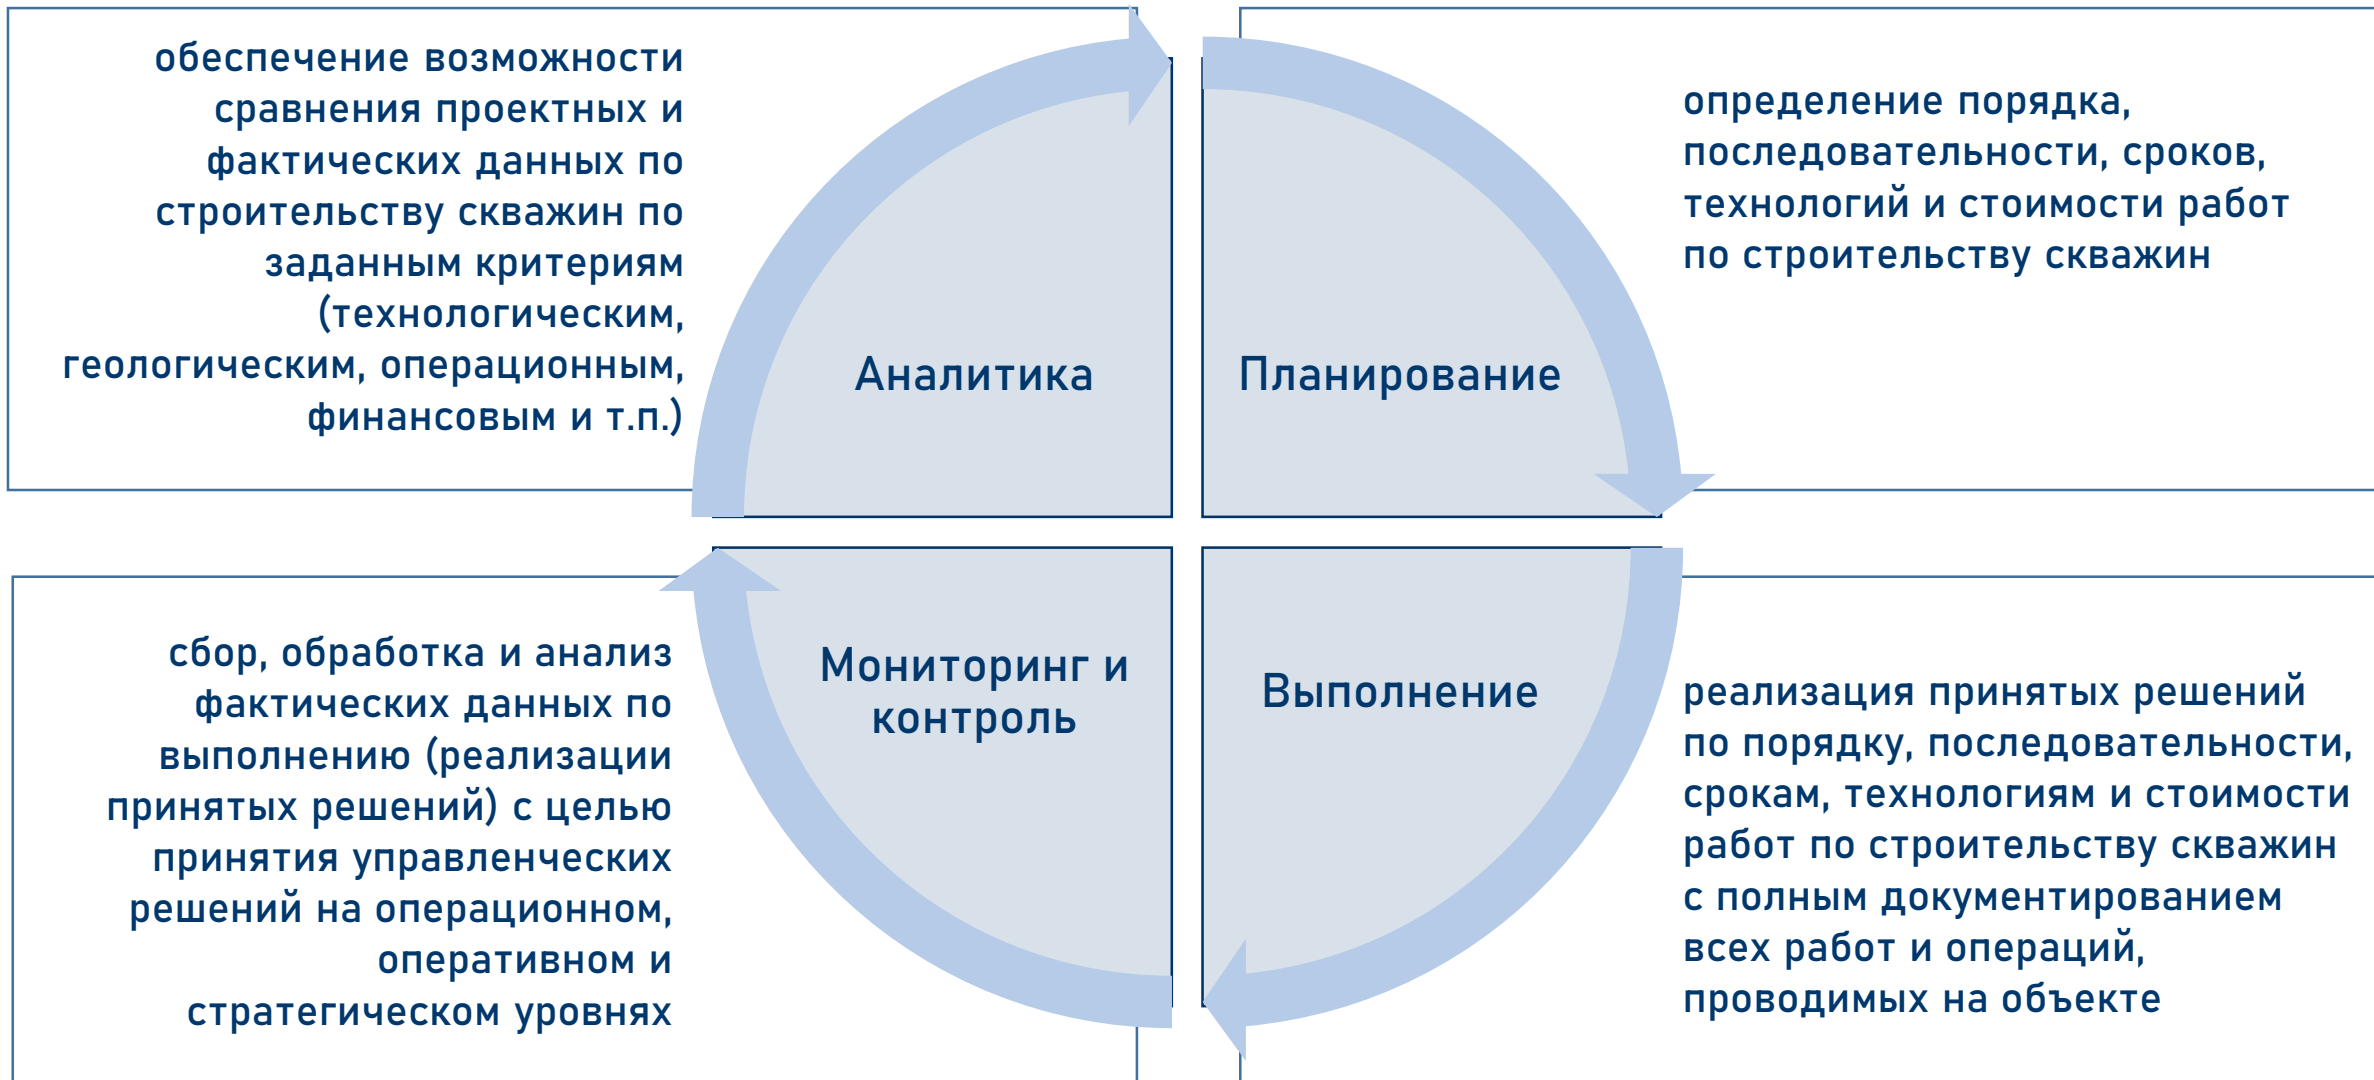 обеспечение возможности
сравнения проектных и
фактических данных по
строительству скважин по
заданным критериям
(технологическим,
геологическим, операционным,
финансовым и т.п.)
Аналитика
Планирование
определение порядка,
последовательности, сроков,
технологий и стоимости работ
по строительству скважин
сбор, обработка и анализ
фактических данных по
выполнению (реализации
принятых решений) с целью
принятия управленческих
решений на операционном,
оперативном и
стратегическом уровнях
Мониторинг и
контроль
Выполнение
реализация принятых решений
по порядку, последовательности,
срокам, технологиям и стоимости
работ по строительству скважин
с полным документированием
всех работ и операций,
проводимых на объекте